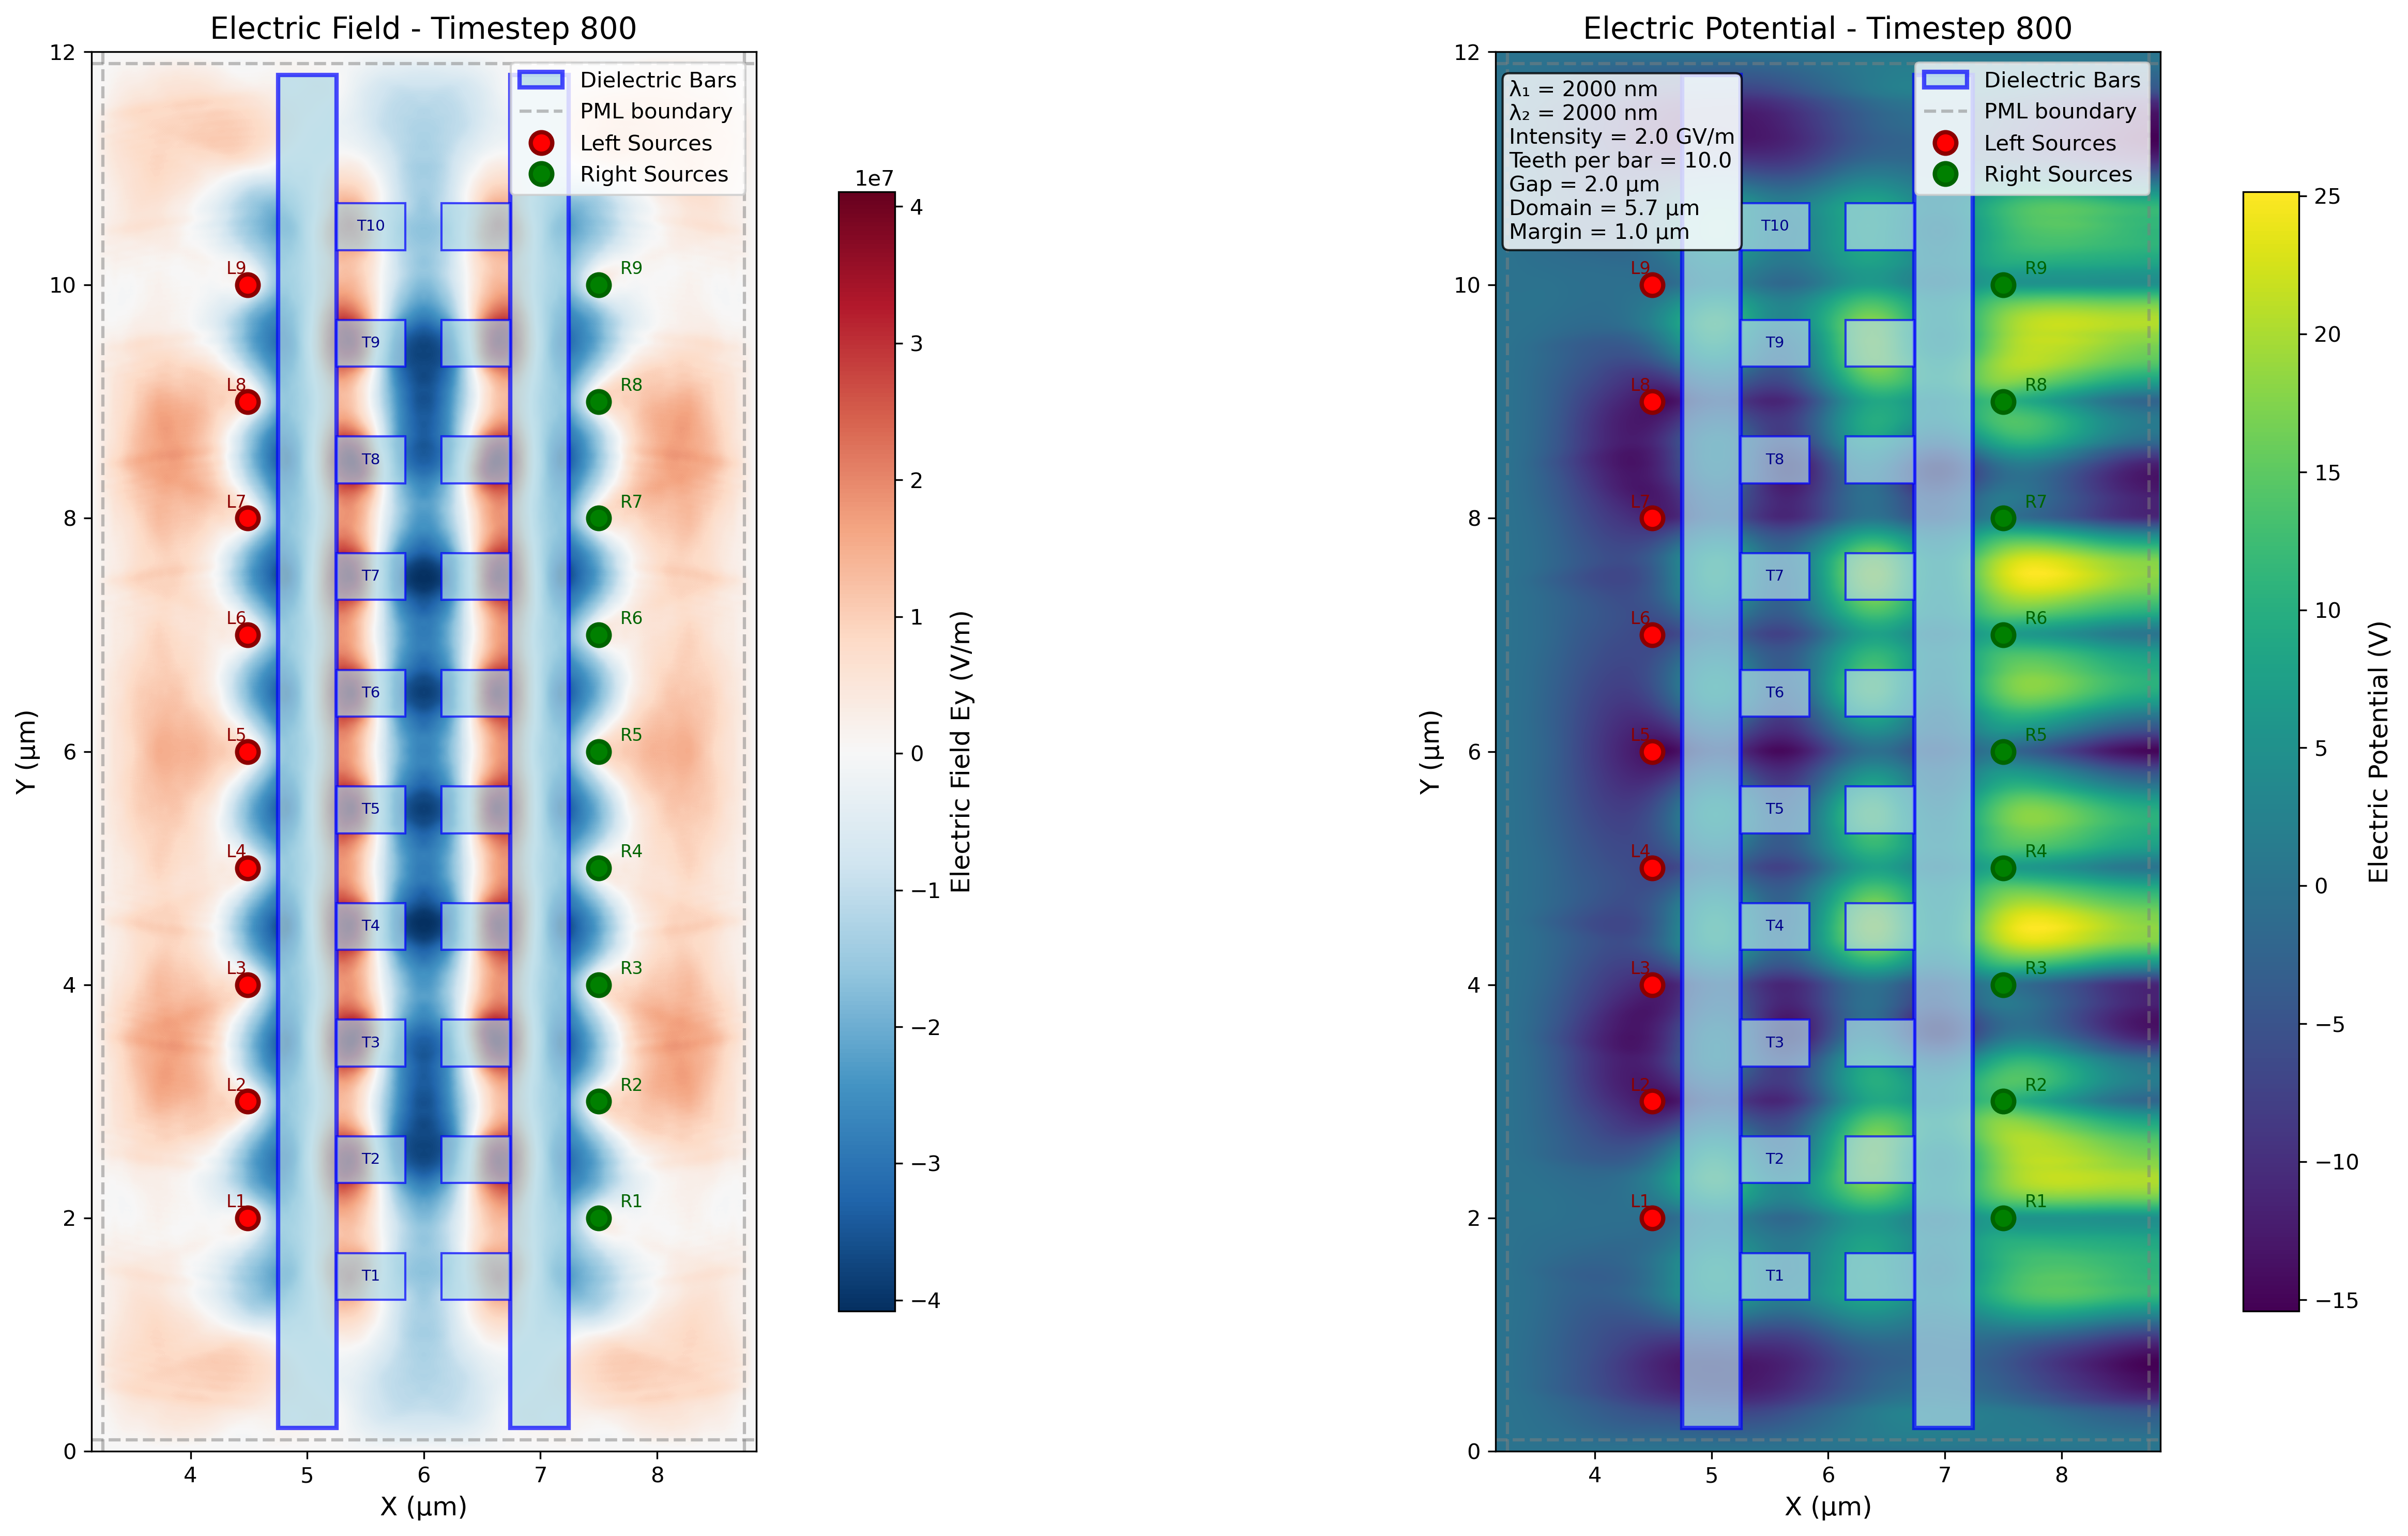 Electric Field - Timestep 800
12
10
8
6
4
2
0
Y (μm)
4
5
6
7
8
X (μm)
Dielectric Bars
PML boundary
Left Sources
Right Sources
T10
L9
R9
T9
L8
R8
T8
L7
R7
T7
L6
R6
T6
L5
R5
T5
L4
R4
T4
L3
R3
T3
L2
R2
T2
L1
R1
T1
1e7
4
3
2
1
0
−1
−2
−3
−4
Electric Field Ey (V/m)
Electric Potential - Timestep 800
12
10
8
6
4
2
0
Y (μm)
4
5
6
7
8
X (μm)
λ₁ = 2000 nm
λ₂ = 2000 nm
Intensity = 2.0 GV/m
Teeth per bar = 10.0
Gap = 2.0 μm
Domain = 5.7 μm
Margin = 1.0 μm
Dielectric Bars
PML boundary
Left Sources
Right Sources
T10
L9
R9
T9
L8
R8
T8
L7
R7
T7
L6
R6
T6
L5
R5
T5
L4
R4
T4
L3
R3
T3
L2
R2
T2
L1
R1
T1
25
20
15
10
5
0
−5
−10
−15
Electric Potential (V)